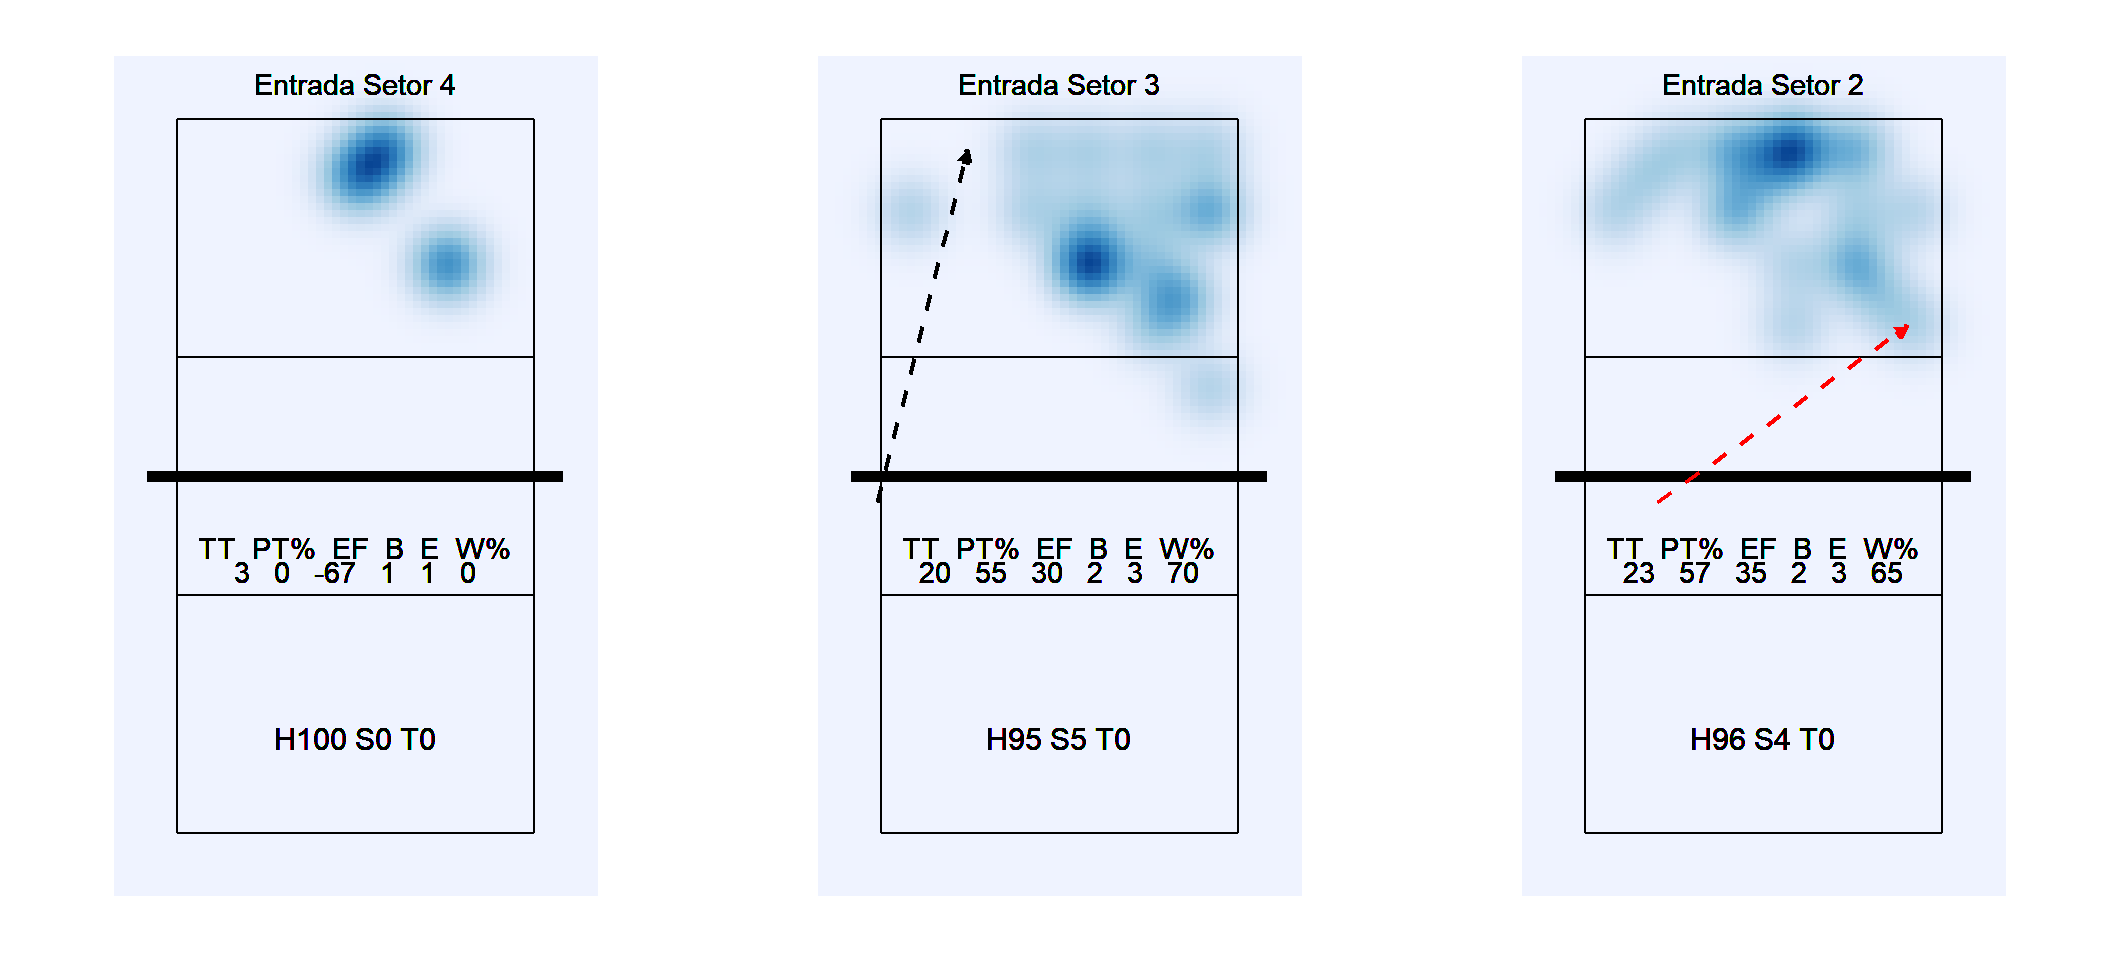 Entrada Setor 4
TT PT% EF B E W%
3 0 -67 1 1 0
H100 S0 T0
Entrada Setor 3
TT PT% EF B E W%
20 55 30 2 3 70
H95 S5 T0
Entrada Setor 2
TT PT% EF B E W%
23 57 35 2 3 65
H96 S4 T0